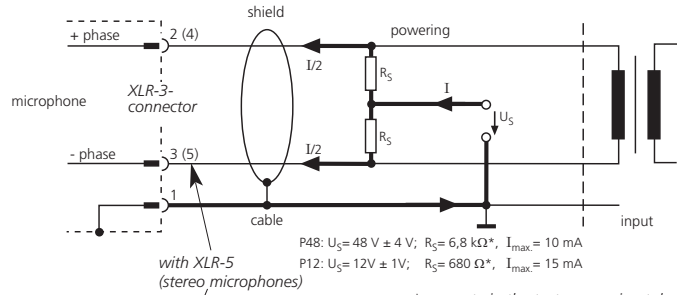 shield
+ phase
2 (4)
powering
I/2
R_S
I
microphone
XLR-3-
connector
U_S
R_S
I/2
- phase
3 (5)
1
cable
input
P48: U_S= 48 V ± 4 V; R_S= 6,8 kΩ*, I_max.= 10 mA
P12: U_S= 12V ± 1V; R_S= 680 Ω*, I_max.= 15 mA
with XLR-5
(stereo microphones)